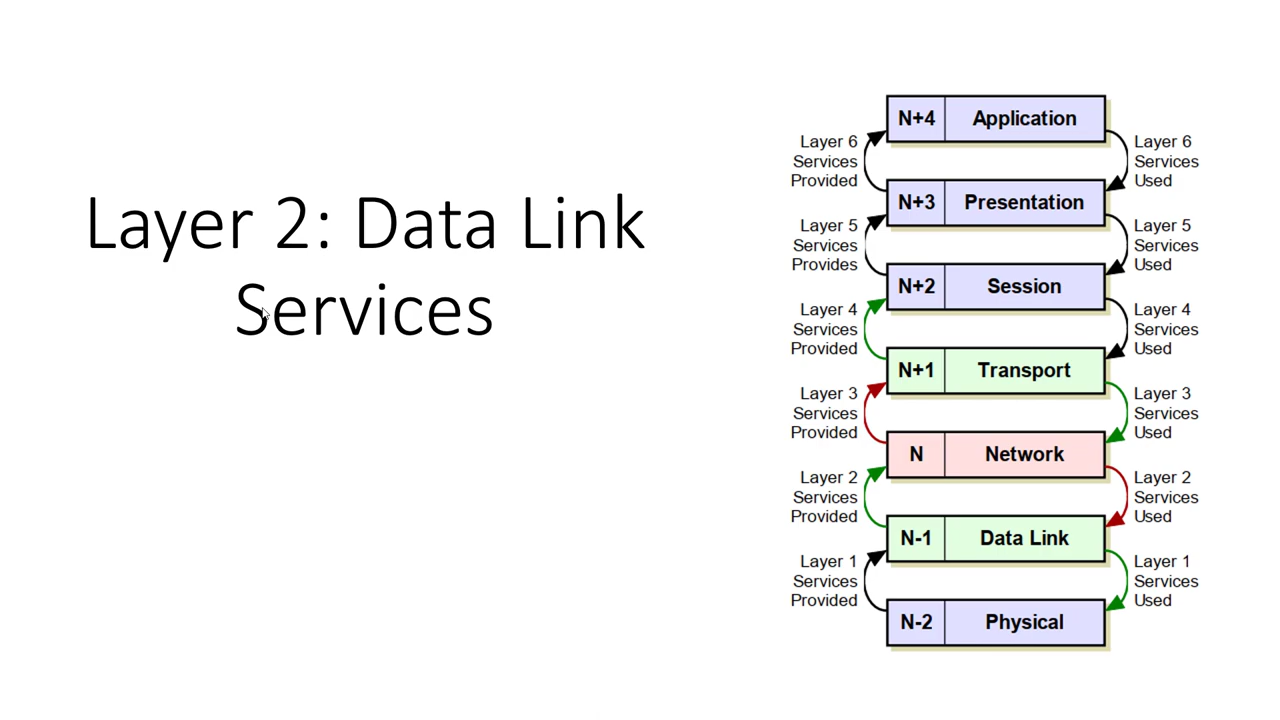 Layer 2: Data Link
Services
N+4 Application
Layer 6
Services
Provided
Layer 6
Services
Used
N+3 Presentation
Layer 5
Services
Provides
Layer 5
Services
Used
N+2 Session
Layer 4
Services
Provided
Layer 4
Services
Used
N+1 Transport
Layer 3
Services
Provided
Layer 3
Services
Used
N Network
Layer 2
Services
Provided
Layer 2
Services
Used
N-1 Data Link
Layer 1
Services
Provided
Layer 1
Services
Used
N-2 Physical